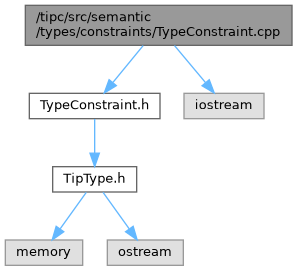 /tipc/src/semantic
/types/constraints/TypeConstraint.cpp
TypeConstraint.h
iostream
TipType.h
memory
ostream